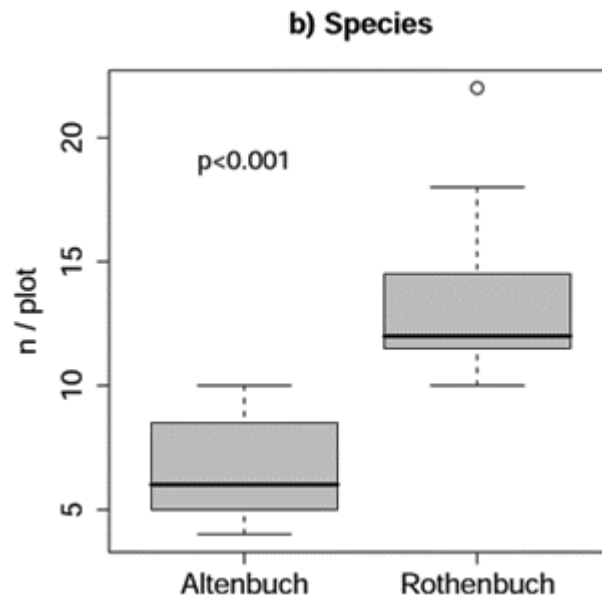 b) Species
p<0.001
n / plot
20
15
10
5
Altenbuch Rothenbuch